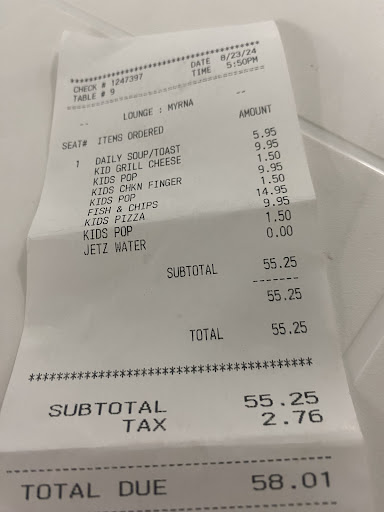 ************************************
CHECK # 1247397 DATE 8/23/24
TABLE # 9 TIME 5:50PM
====================================
LOUNGE : MYRNA
-- --
SEAT# ITEMS ORDERED AMOUNT
1 DAILY SOUP/TOAST 5.95
KID GRILL CHEESE 9.95
KIDS POP 1.50
KIDS CHKN FINGER 9.95
KIDS POP 1.50
FISH & CHIPS 14.95
KIDS PIZZA 9.95
KIDS POP 1.50
JETZ WATER 0.00
SUBTOTAL 55.25
-------
55.25
TOTAL 55.25
****************************************
SUBTOTAL 55.25
TAX 2.76
TOTAL DUE 58.01